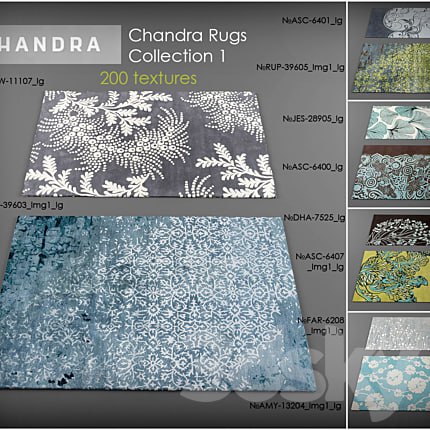 HANDRA
Chandra Rugs
Collection 1
200 textures
№ASC-6401_lg
W-11107_lg
№RUP-39605_Img1_lg
№JES-28905_lg
№ASC-6400_lg
-39603_Img1_lg
№DHA-7525_lg
№ASC-6407
_Img1_lg
№FAR-6208
_Img1_lg
№AMY-13204_Img1_lg